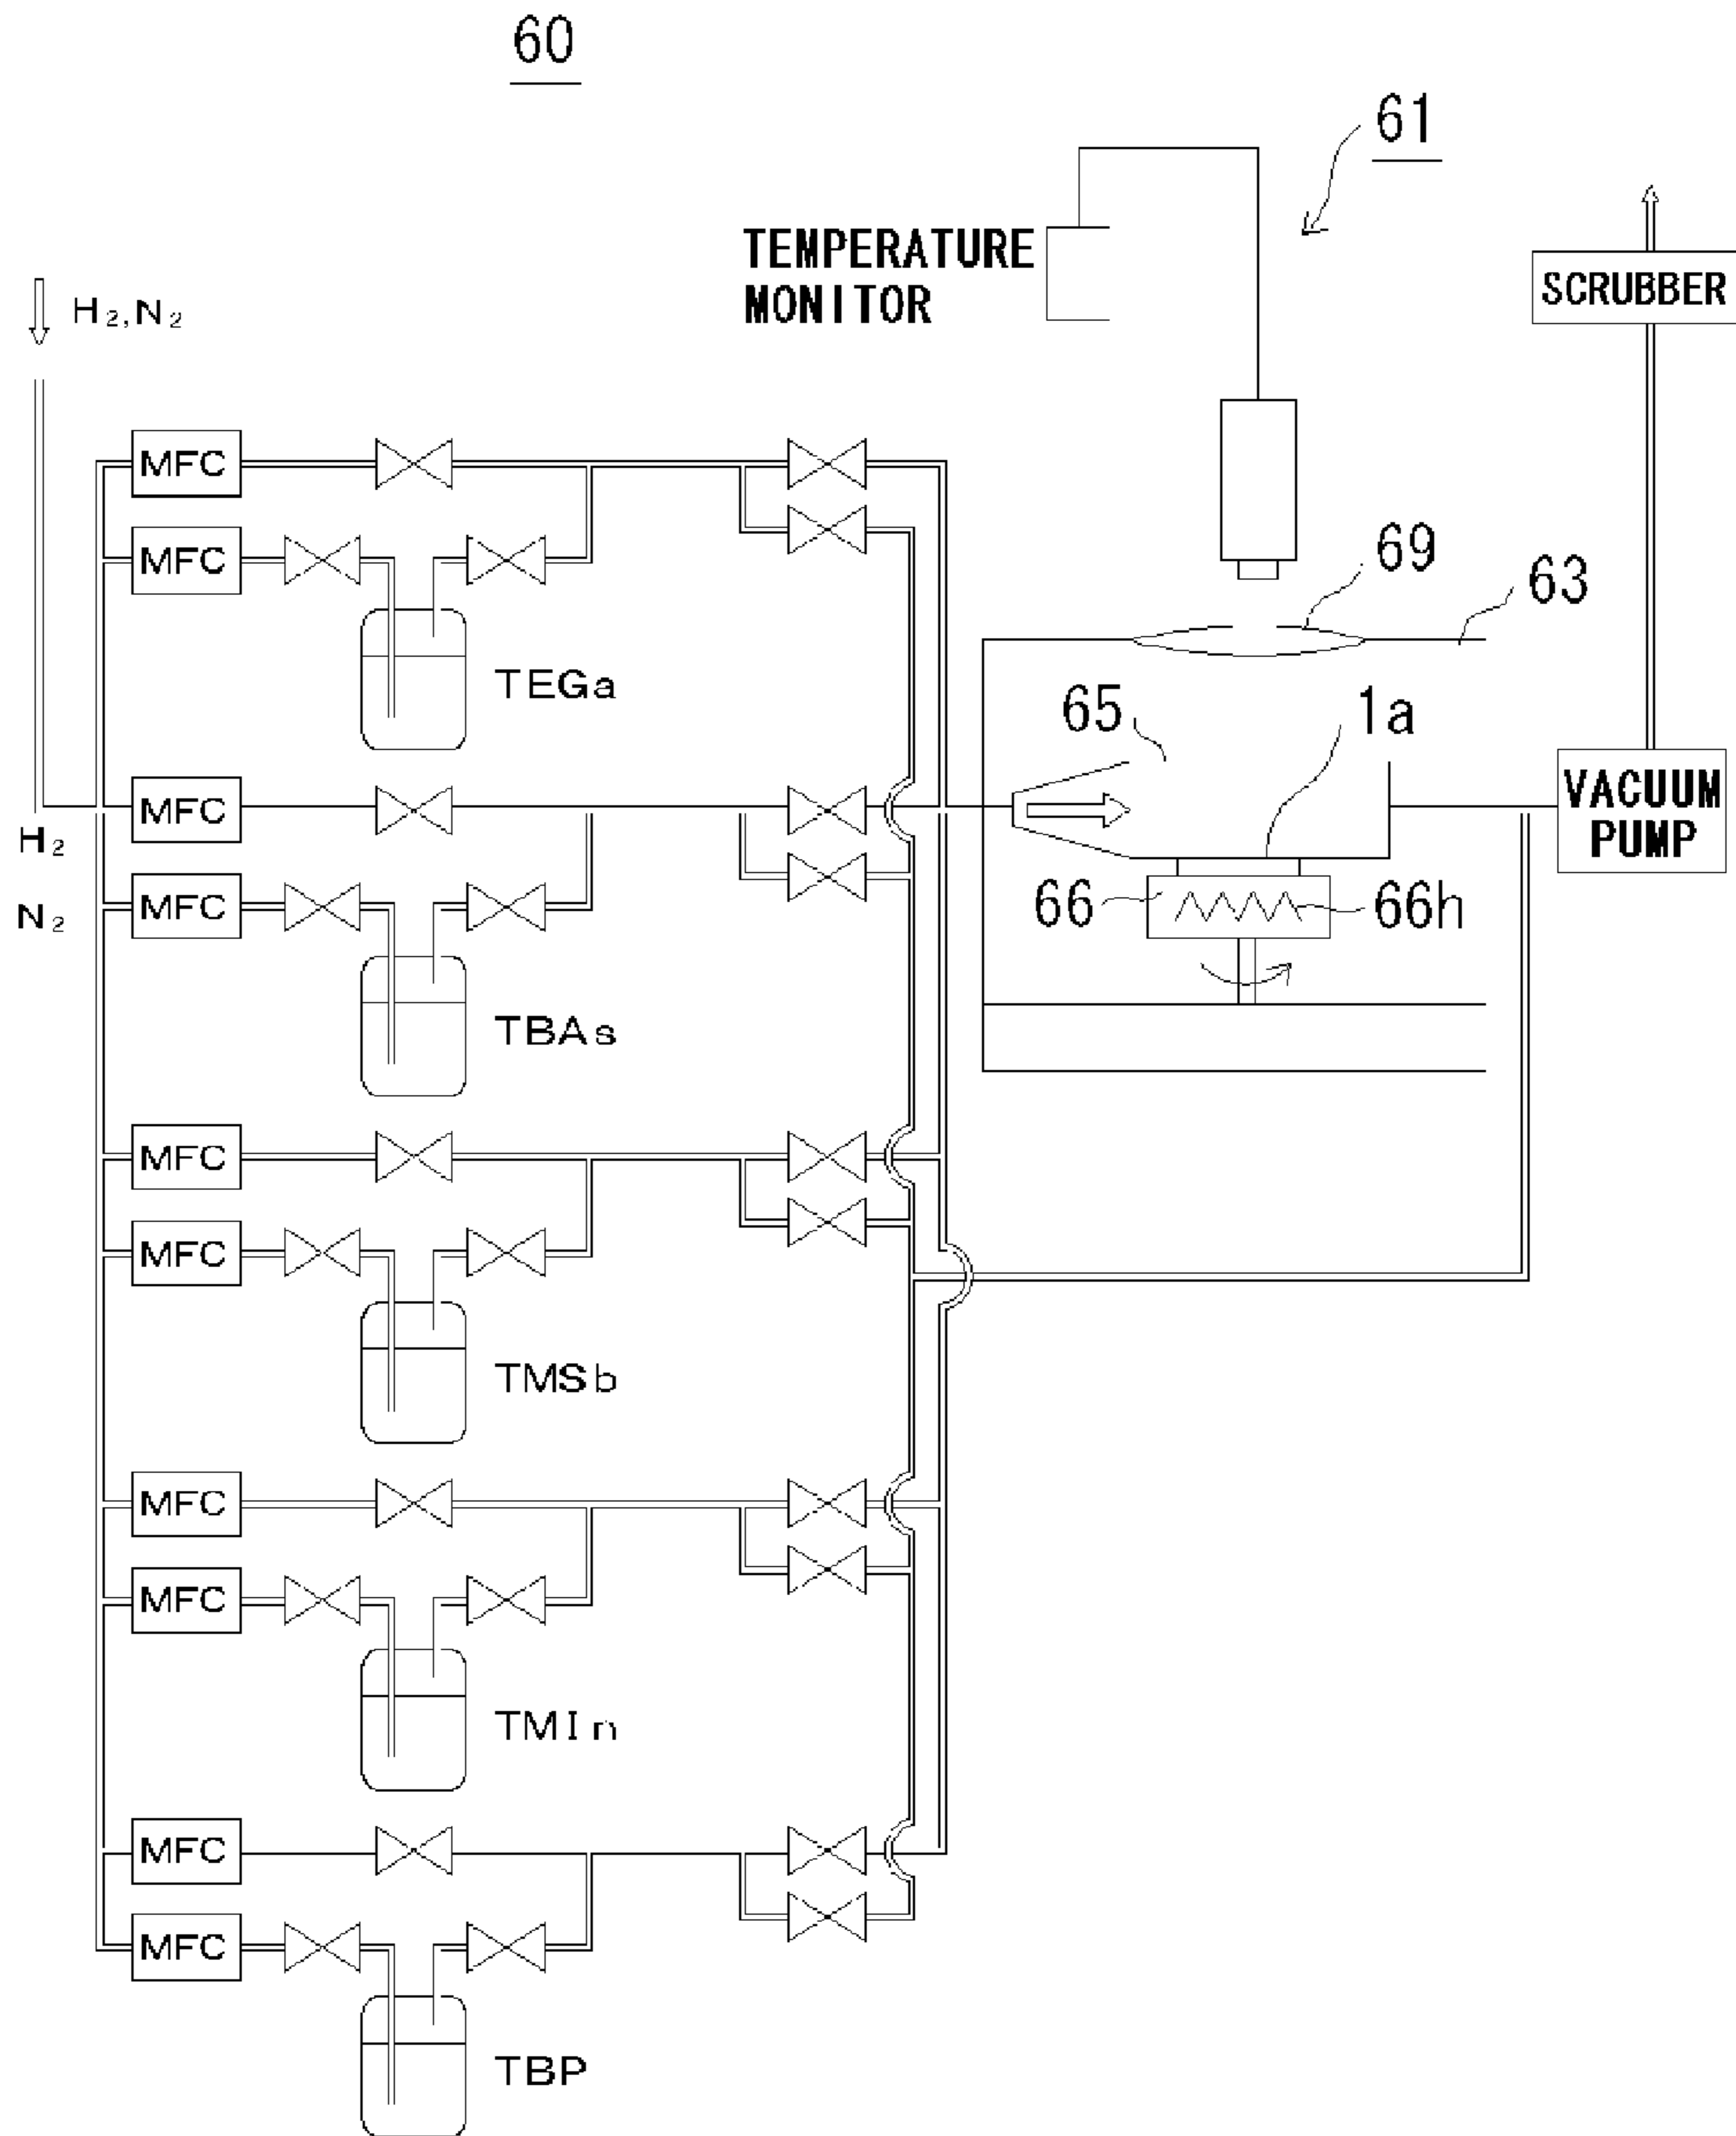 60
61
TEMPERATURE
MONITOR
SCRUBBER
H₂,N₂
MFC
MFC
69
63
TEGa
65
1a
MFC
VACUUM
PUMP
H₂
MFC
N₂
66
66h
TBAs
MFC
MFC
TMSb
MFC
MFC
TMIn
MFC
MFC
TBP